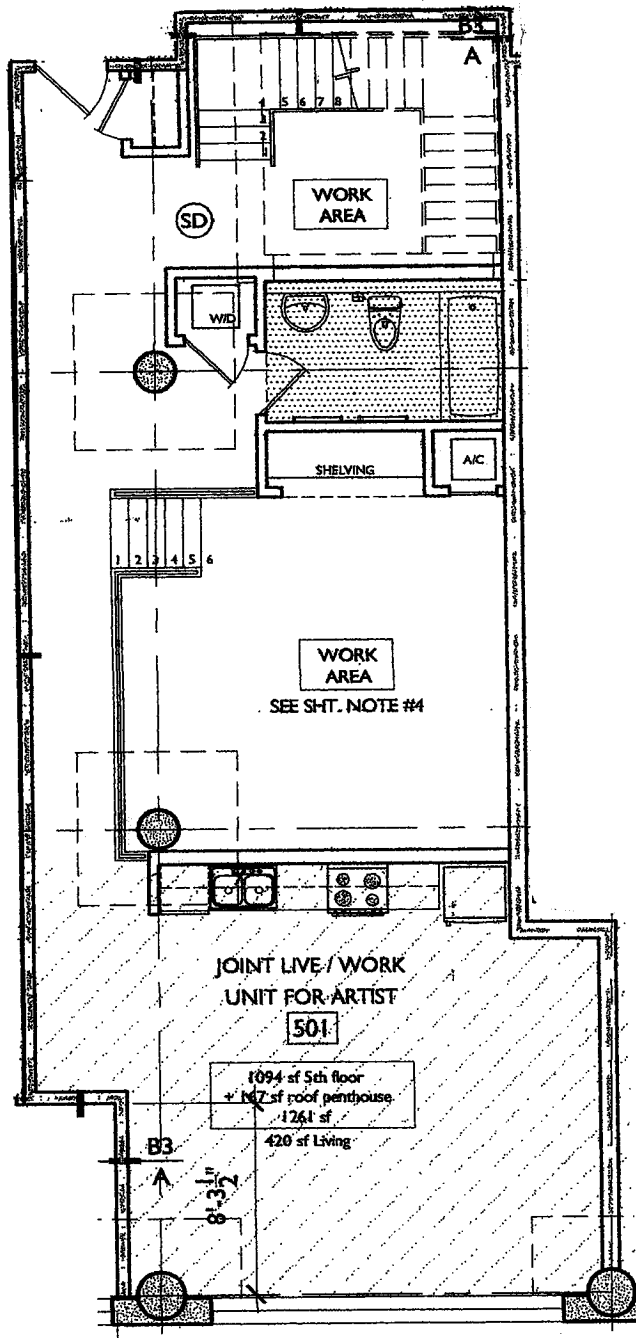 B3
A
4
5 6 7 8
2
1
WORK
AREA
SD
W/D
SHELVING
A/C
1 2 3 4 5 6
WORK
AREA
SEE SHT. NOTE #4
JOINT LIVE / WORK
UNIT FOR ARTIST
501
1094 sf 5th floor
+ 167 sf roof penthouse
1261 sf
420 sf Living
B3
A
8'-3 1/2"